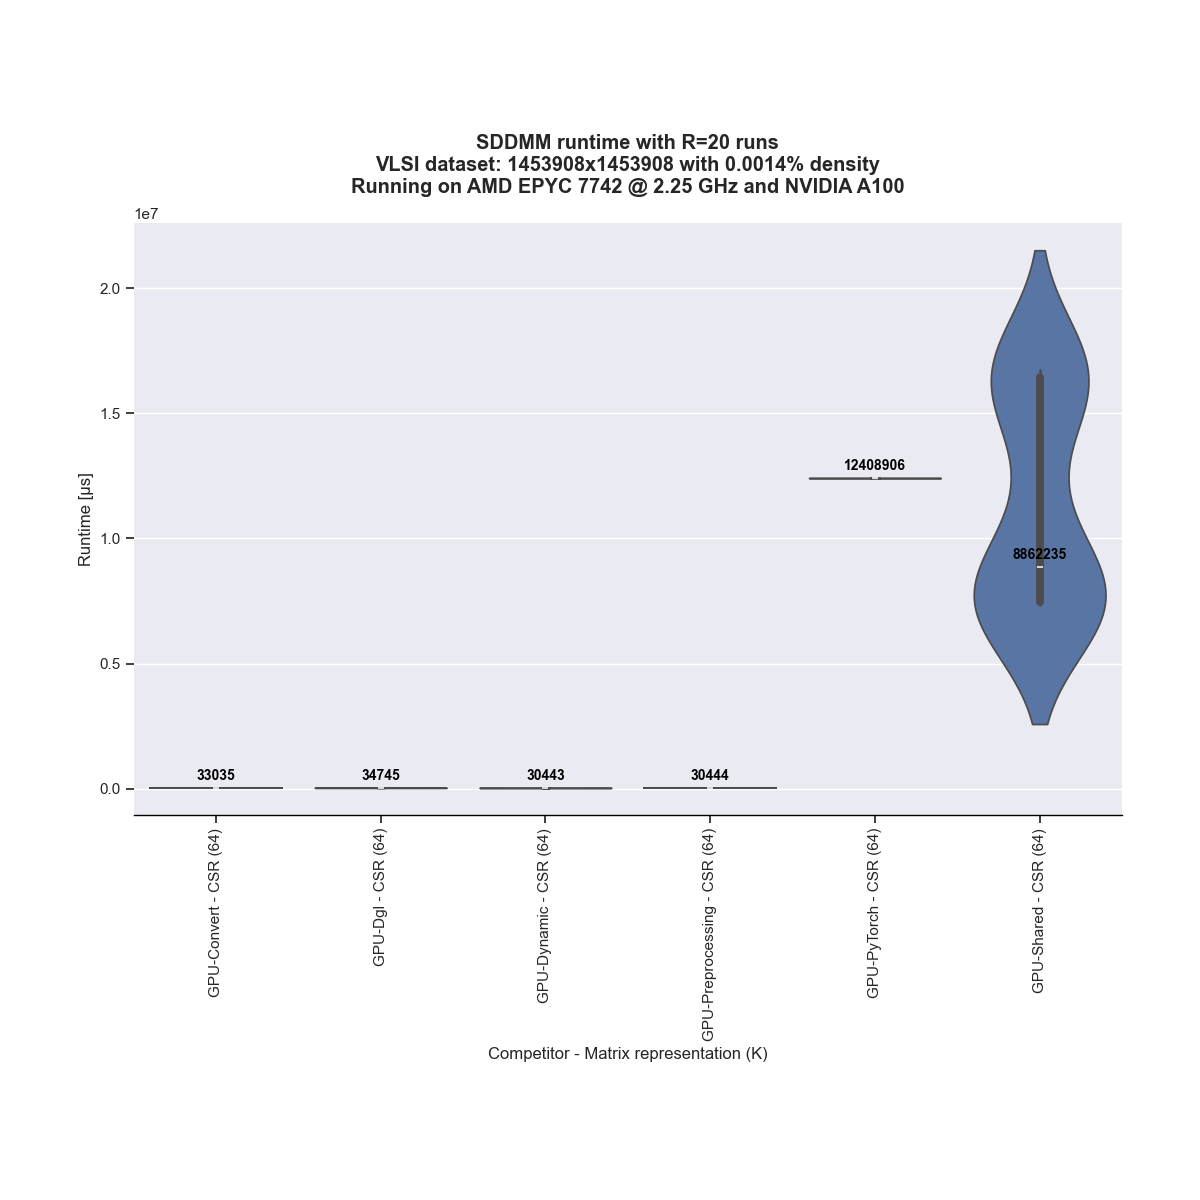 SDDMM runtime with R=20 runs
VLSI dataset: 1453908x1453908 with 0.0014% density
Running on AMD EPYC 7742 @ 2.25 GHz and NVIDIA A100
1e7
2.0
1.5
1.0
0.5
0.0
Runtime [μs]
33035
34745
30443
30444
12408906
8862235
GPU-Convert - CSR (64)
GPU-Dgl - CSR (64)
GPU-Dynamic - CSR (64)
GPU-Preprocessing - CSR (64)
GPU-PyTorch - CSR (64)
GPU-Shared - CSR (64)
Competitor - Matrix representation (K)